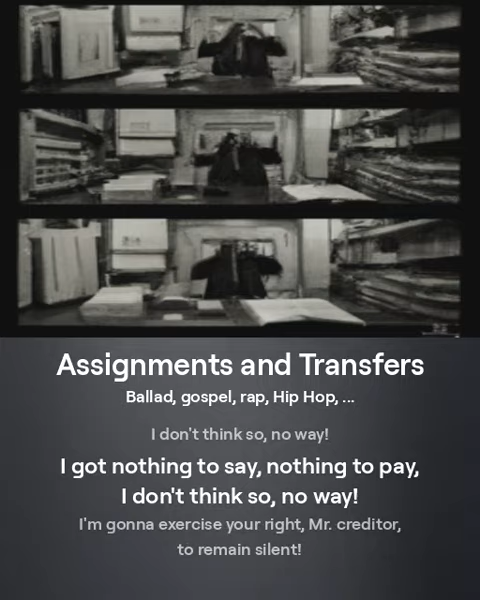 Assignments and Transfers
Ballad, gospel, rap, Hip Hop, ...
I don't think so, no way!
I got nothing to say, nothing to pay,
I don't think so, no way!
I'm gonna exercise your right, Mr. creditor,
to remain silent!